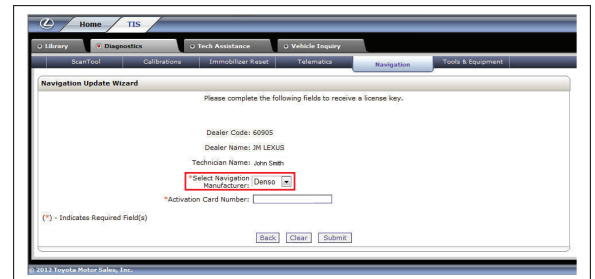 Home TIS
Library Diagnostics Tech Assistance Vehicle Inquiry
ScanTool Calibrations Immobilizer Reset Telematics Navigation Tools & Equipment
Navigation Update Wizard
Please complete the following fields to receive a license key.
Dealer Code: 60905
Dealer Name: JM LEXUS
Technician Name: John Smith
*Select Navigation
Manufacturer: Denso
*Activation Card Number:
(*) - Indicates Required Field(s)
Back Clear Submit
© 2012 Toyota Motor Sales, Inc.